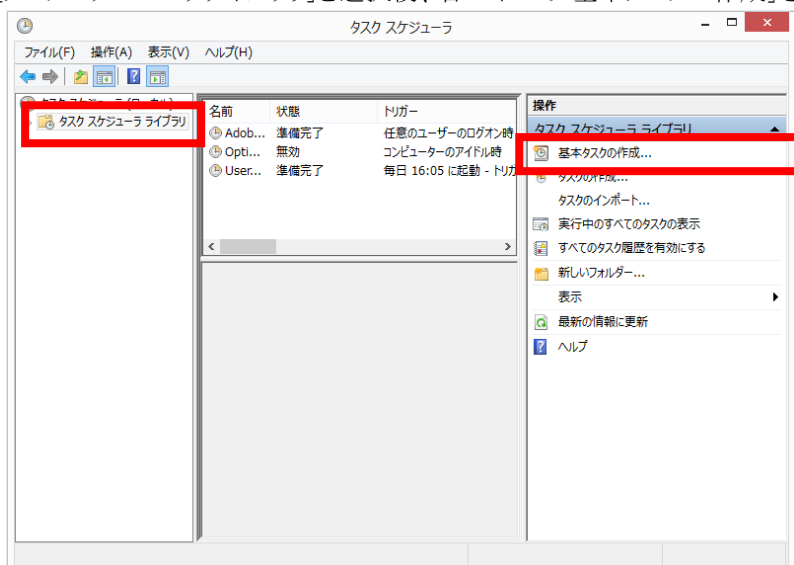 を選択後、
タスク スケジューラ
ファイル(F) 操作(A) 表示(V) ヘルプ(H)
タスク スケジューラ ライブラリ
名前 状態 トリガー
Adob... 準備完了 任意のユーザーのログオン時
Opti... 無効 コンピューターのアイドル時
User... 準備完了 毎日 16:05 に起動 - トリガ
操作
タスク スケジューラ ライブラリ
基本タスクの作成...
タスクの作成...
タスクのインポート...
実行中のすべてのタスクの表示
すべてのタスク履歴を有効にする
新しいフォルダー...
表示
最新の情報に更新
ヘルプ